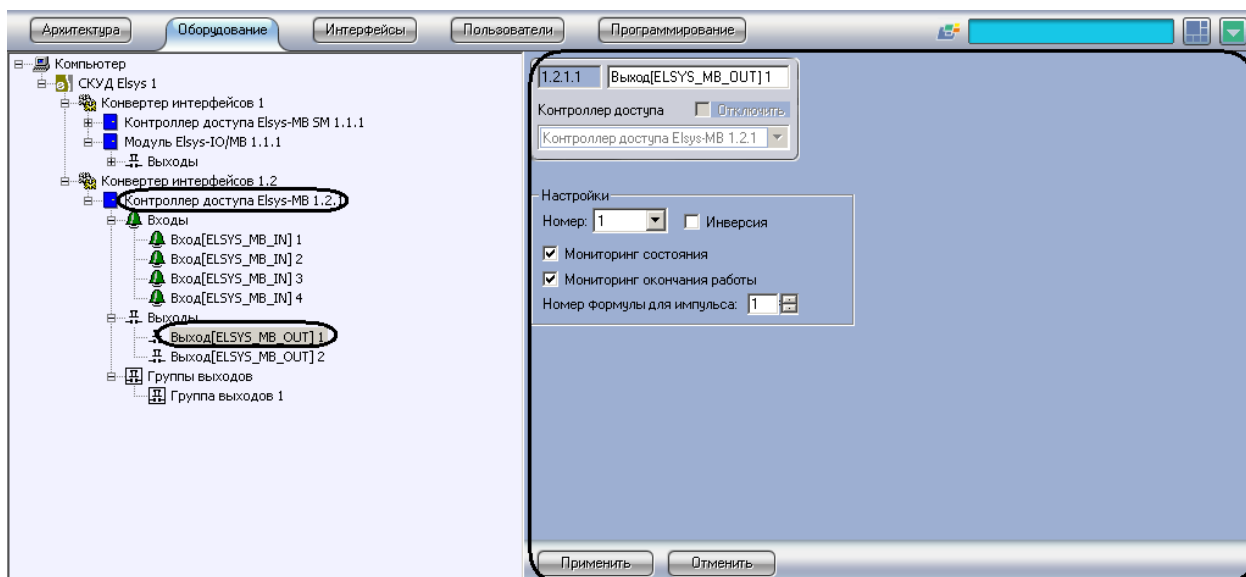 Архитектура Оборудование Интерфейсы Пользователи Программирование
Компьютер
СКУД Elsys 1
Конвертер интерфейсов 1
Контроллер доступа Elsys-MB SM 1.1.1
Модуль Elsys-IO/MB 1.1.1
Выходы
Конвертер интерфейсов 1.2
Контроллер доступа Elsys-MB 1.2.1
Входы
Вход[ELSYS_MB_IN] 1
Вход[ELSYS_MB_IN] 2
Вход[ELSYS_MB_IN] 3
Вход[ELSYS_MB_IN] 4
Выходы
Выход[ELSYS_MB_OUT] 1
Выход[ELSYS_MB_OUT] 2
Группы выходов
Группа выходов 1
1.2.1.1 Выход[ELSYS_MB_OUT] 1
Контроллер доступа Отключить
Контроллер доступа Elsys-MB 1.2.1
Настройки
Номер: 1 Инверсия
Мониторинг состояния
Мониторинг окончания работы
Номер формулы для импульса: 1
Применить Отменить